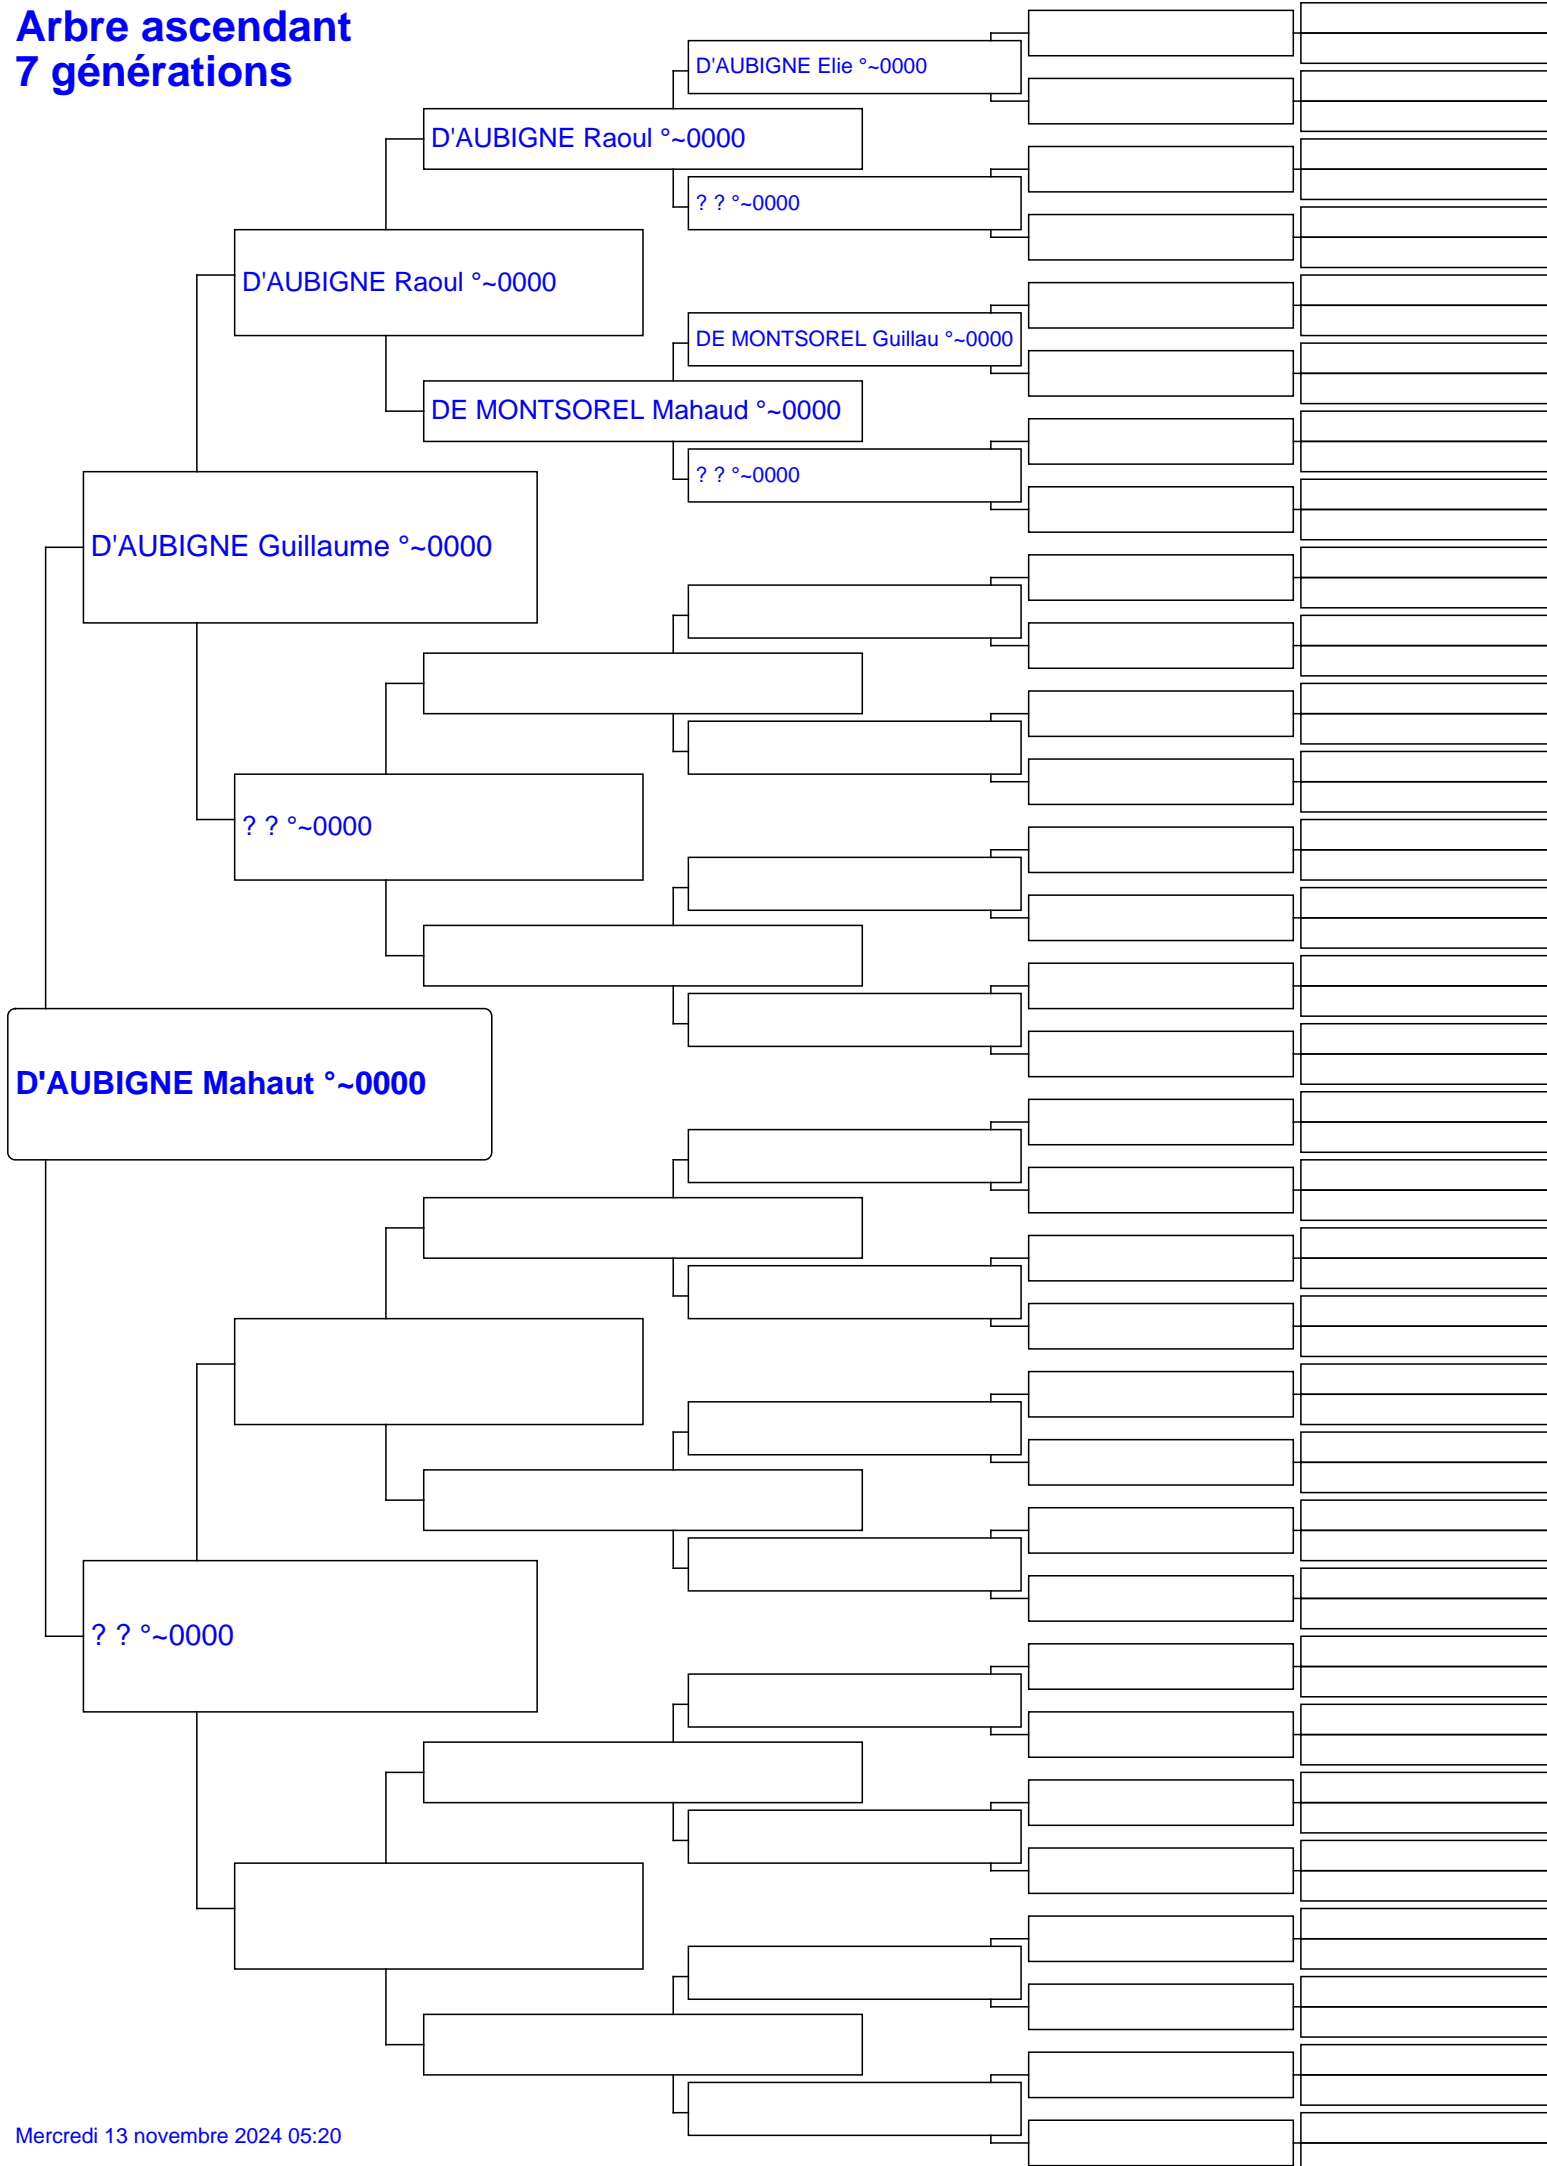 Arbre ascendant
7 générations
D'AUBIGNE Elie °~0000
D'AUBIGNE Raoul °~0000
? ? °~0000
D'AUBIGNE Raoul °~0000
DE MONTSOREL Guillau °~0000
DE MONTSOREL Mahaud °~0000
? ? °~0000
D'AUBIGNE Guillaume °~0000
? ? °~0000
D'AUBIGNE Mahaut °~0000
? ? °~0000
Mercredi 13 novembre 2024 05:20